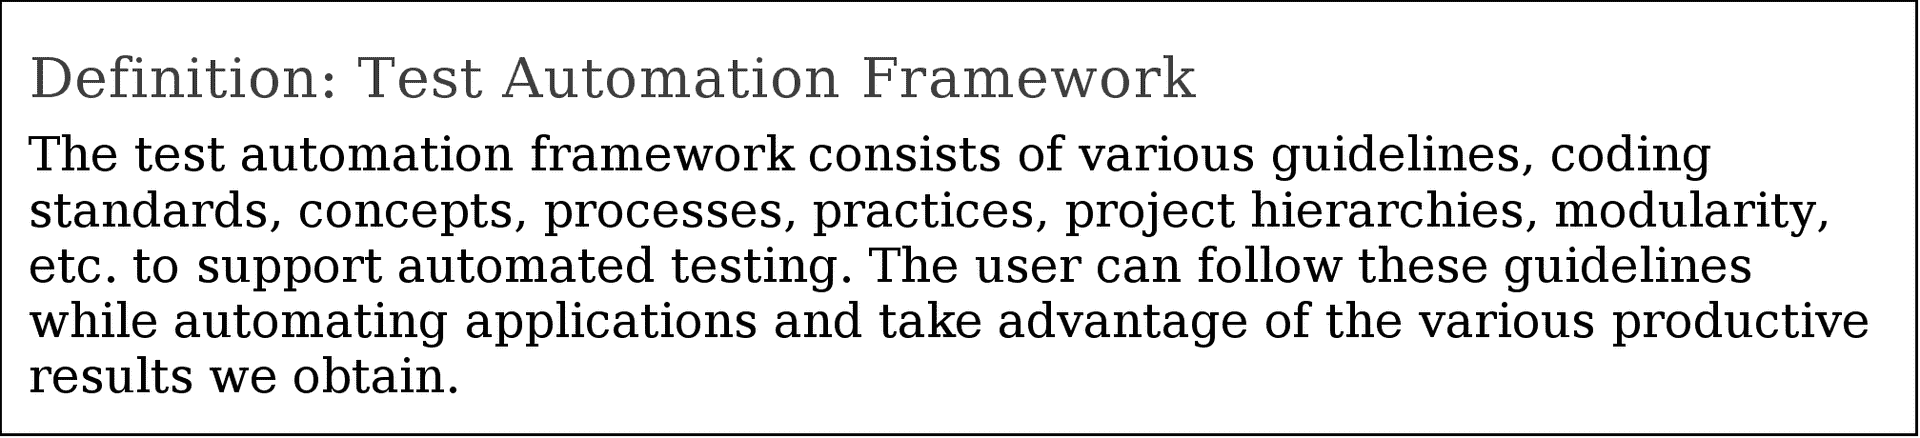 Definition: Test Automation Framework
The test automation framework consists of various guidelines, coding
standards, concepts, processes, practices, project hierarchies, modularity,
etc. to support automated testing. The user can follow these guidelines
while automating applications and take advantage of the various productive
results we obtain.